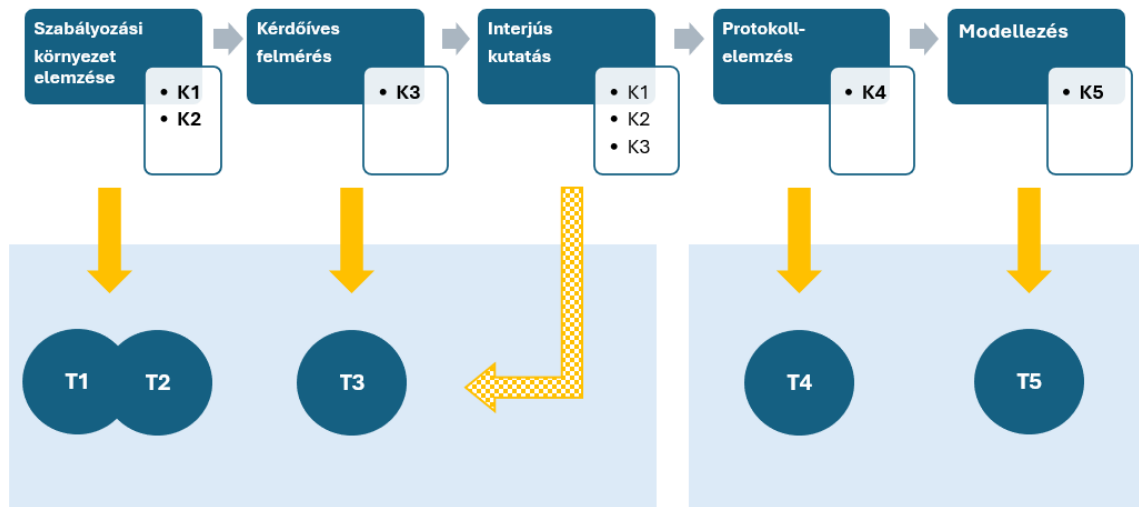 Szabályozási
környezet
elemzése
• K1
• K2
Kérdőíves
felmérés
• K3
Interjús
kutatás
• K1
• K2
• K3
Protokoll-
elemzés
• K4
Modellezés
• K5
T1
T2
T3
T4
T5